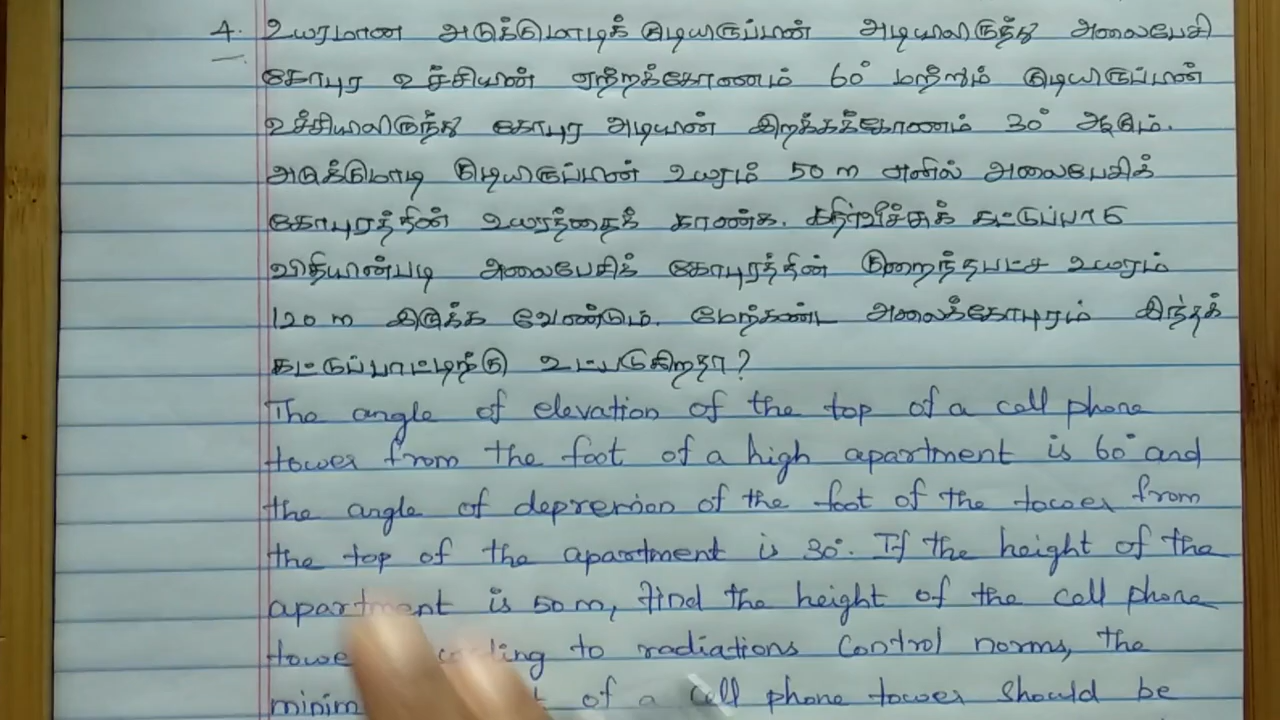 4. உயரமான அடுக்குமாடிக் குடியிருப்பின் அடியிலிருந்து அலைபேசி
கோபுர உச்சியின் ஏற்றக்கோணம் 60° மற்றும் குடியிருப்பின்
உச்சியிலிருந்து கோபுர அடியின் இறக்கக்கோணம் 30° ஆகும்.
அடுக்குமாடி குடியிருப்பின் உயரம் 50 m எனில் அலைபேசிக்
கோபுரத்தின் உயரத்தைக் காண்க. கதிர்வீச்சுக் கட்டுப்பாடு
விதியின்படி அலைபேசிக் கோபுரத்தின் குறைந்தபட்ச உயரம்
120 m இருக்க வேண்டும். மேற்கண்ட அலைக்கோபுரம் இந்தக்
கட்டுப்பாட்டிற்கு உட்படுகிறதா?
The angle of elevation of the top of a cell phone
tower from the foot of a high apartment is 60° and
the angle of depression of the foot of the tower from
the top of the apartment is 30°. If the height of the
apartment is 50m, find the height of the cell phone
to radiations control norms, the
of a cell phone tower should be